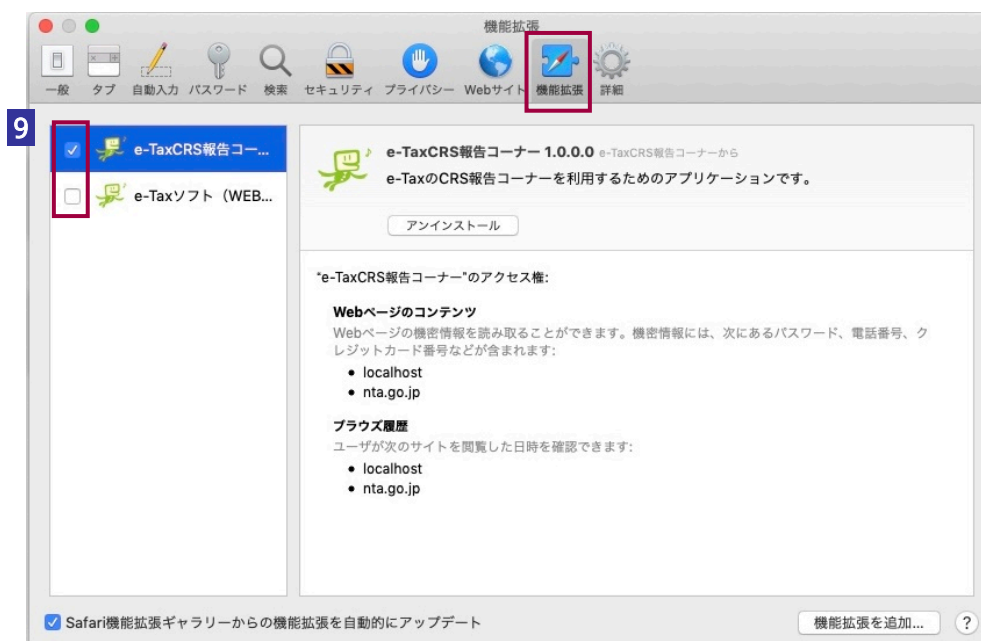 機能拡張
一般 タブ 自動入力 パスワード 検索 セキュリティ プライバシー Webサイト 機能拡張 詳細
9
e-TaxCRS報告コー...
e-Taxソフト（WEB...
e-TaxCRS報告コーナー 1.0.0.0 e-TaxCRS報告コーナーから
e-TaxのCRS報告コーナーを利用するためのアプリケーションです。
アンインストール
"e-TaxCRS報告コーナー"のアクセス権:
Webページのコンテンツ
Webページの機密情報を読み取ることができます。機密情報には、次にあるパスワード、電話番号、ク
レジットカード番号などが含まれます:
• localhost
• nta.go.jp
ブラウズ履歴
ユーザが次のサイトを閲覧した日時を確認できます:
• localhost
• nta.go.jp
Safari機能拡張ギャラリーからの機能拡張を自動的にアップデート
機能拡張を追加... ?